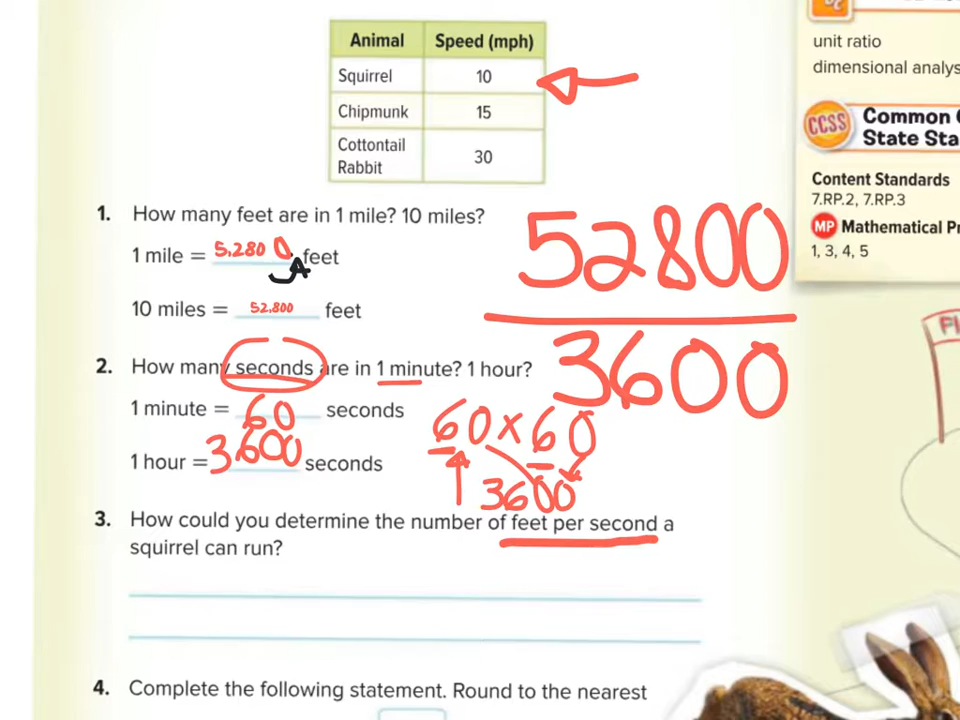 Animal Speed (mph)
Squirrel 10
Chipmunk 15
Cottontail
Rabbit 30
unit ratio
dimensional analys
CCSS Common
State Sta
Content Standards
7.RP.2, 7.RP.3
MP Mathematical Pr
1, 3, 4, 5
1. How many feet are in 1 mile? 10 miles?
1 mile = 5,280 0. feet
10 miles = 52,800 feet
52800
3600
2. How many seconds are in 1 minute? 1 hour?
1 minute = 60 seconds
1 hour = 3600 seconds
60 x 60
3600
3. How could you determine the number of feet per second a
squirrel can run?
4. Complete the following statement. Round to the nearest